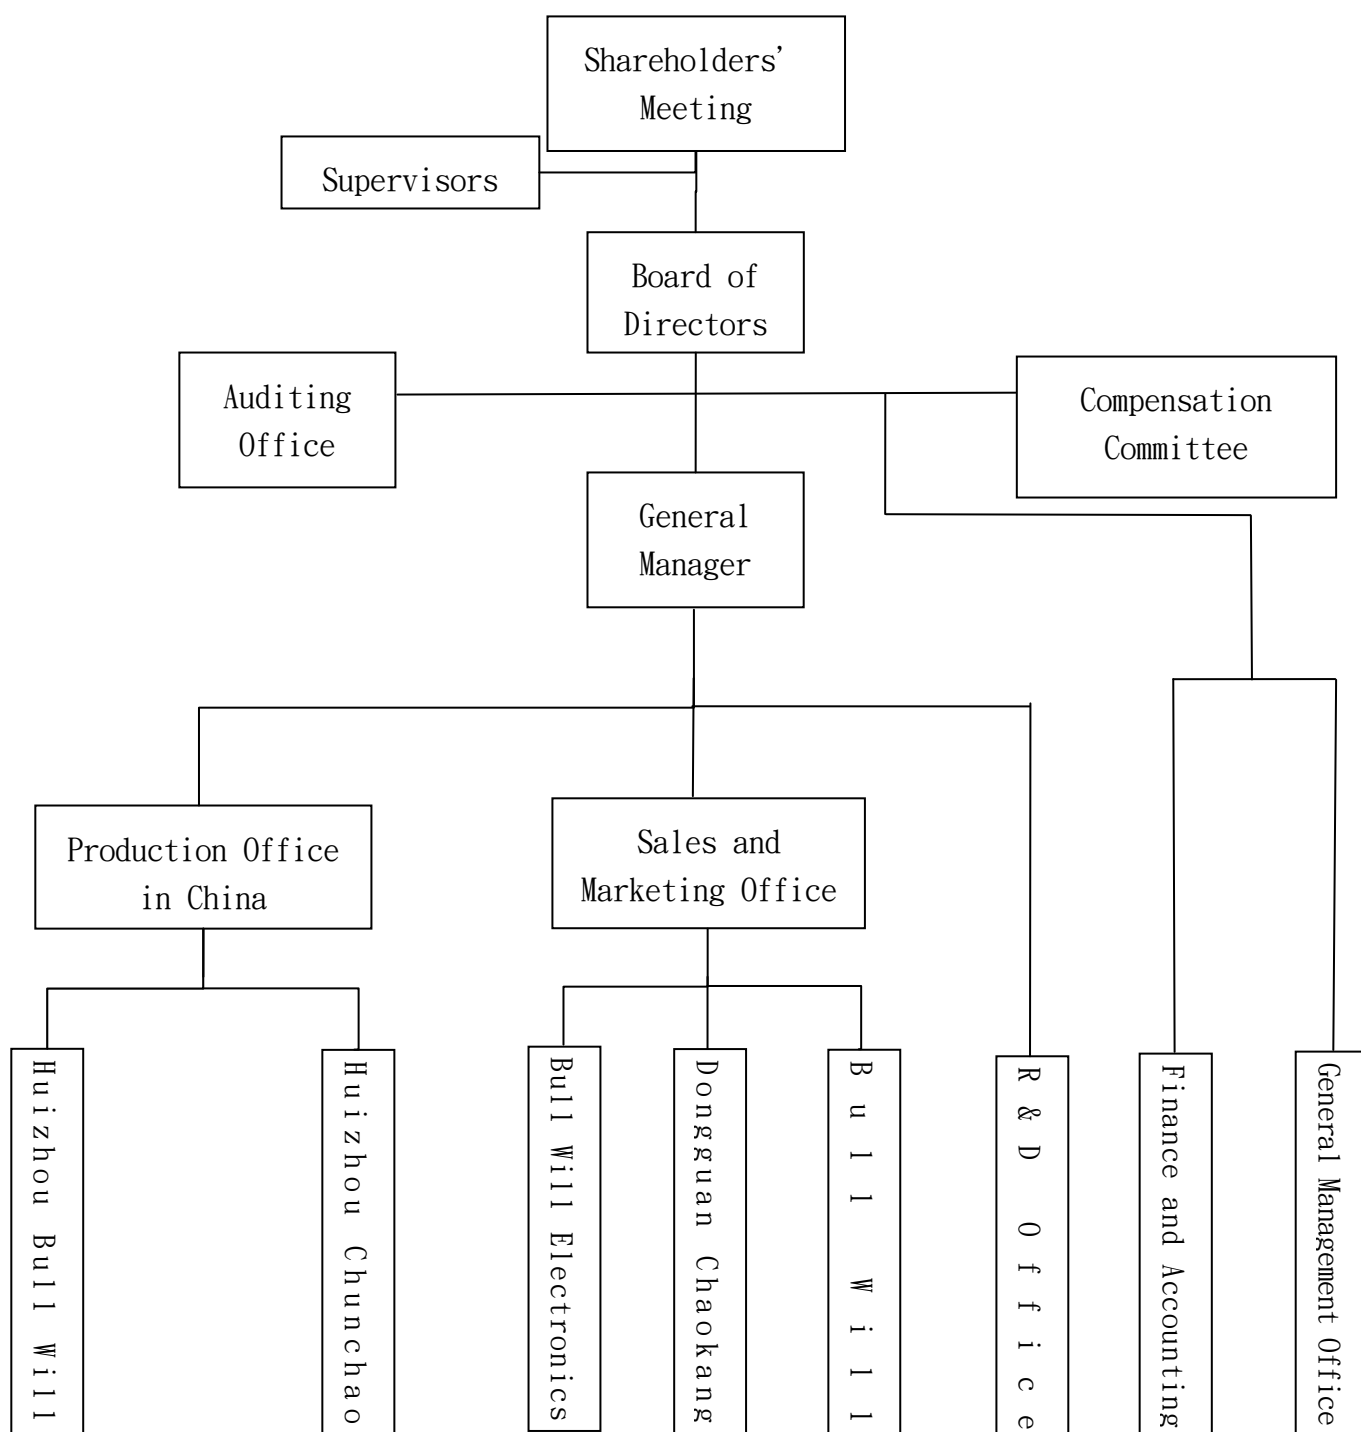 Shareholders’
Meeting
Supervisors
Board of
Directors
Auditing
Office
Compensation
Committee
General
Manager
Production Office
in China
Sales and
Marketing Office
Huizhou Bull Will
Huizhou Chunchao
Bull Will Electronics
Dongguan Chaokang
Bull Will
R&D Office
Finance and Accounting
General Management Office